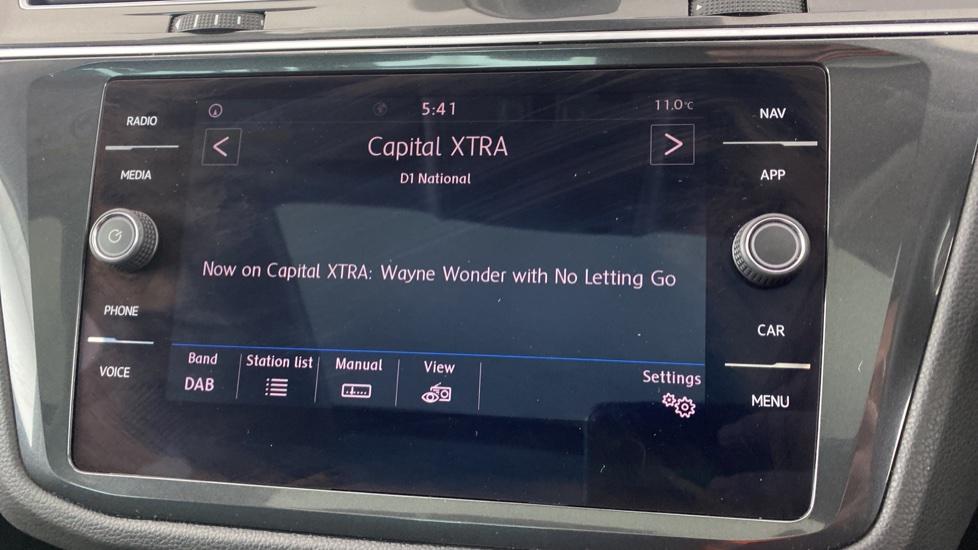 RADIO
MEDIA
PHONE
VOICE
5:41
11.0°C
< Capital XTRA >
D1 National
Now on Capital XTRA: Wayne Wonder with No Letting Go
Band Station list Manual View Settings
DAB
NAV
APP
CAR
MENU